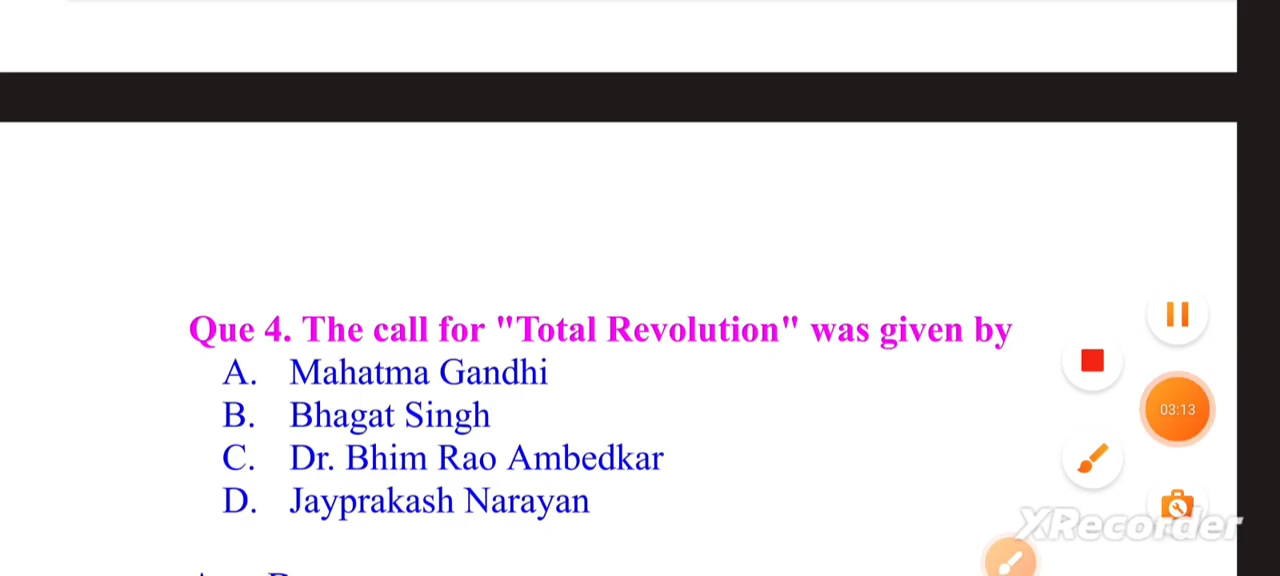 Que 4. The call for "Total Revolution" was given by
A. Mahatma Gandhi
B. Bhagat Singh
C. Dr. Bhim Rao Ambedkar
D. Jayprakash Narayan
03:13
XRecorder